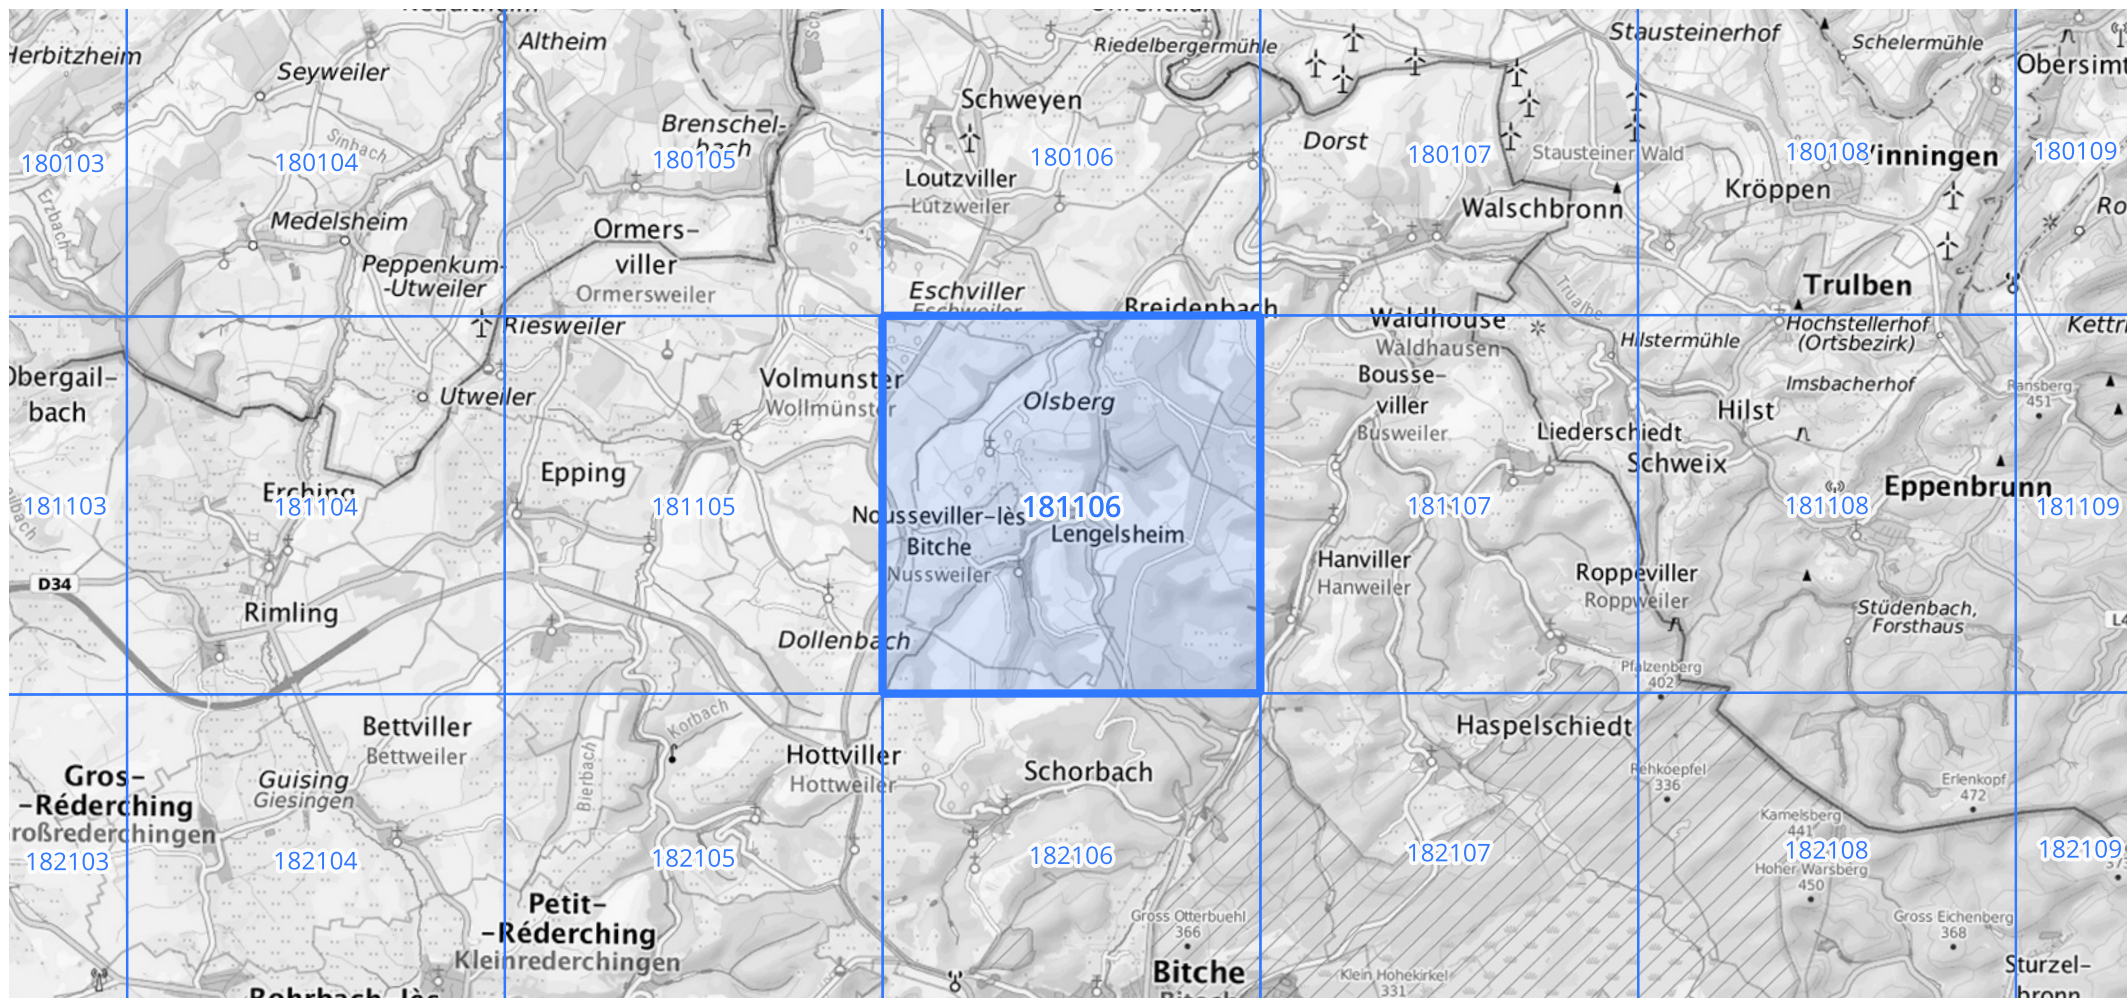 Herbitzheim
Seyweiler
Altheim
Riedelbergermühle
Stausteinerhof
Schelermühle
Schweyen
Brenschel-
bach
Sinbach
Dorst
Stausteiner Wald
180103
180104
180105
180106
180107
180108
180109
Loutzviller
Lutzweiler
Walschbronn
Kröppen
Erzbach
Medelsheim
Ormers-
viller
Ormersweiler
Peppenkum-
-Utweiler
Eschviller
Eschweiler
Breidenbach
Trualbe
Trulben
Riesweiler
Waldhouse
Waldhausen
Hilstermühle
Hochstellerhof
(Ortsbezirk)
Obergail-
bach
Utweiler
Volmunster
Wollmünster
Olsberg
Bousse-
viller
Busweiler
Imsbacherhof
Ransberg
451
Hilst
Epping
Liederschiedt
Schweix
Eppenbrunn
Erching
181103
181104
181105
181106
181107
181108
181109
Nousseviller-lès
Bitche
Nussweiler
Lengelsheim
Hanviller
Hanweiler
Roppeviller
Roppweiler
D34
Rimling
Dollenbach
Stüdenbach,
Forsthaus
Pfalzenberg
402
Korbach
Bettviller
Bettweiler
Bierbach
Hottviller
Hottweiler
Schorbach
Haspelschiedt
Rehkoepfel
336
Erlenkopf
472
Gros-
-Réderching
Guising
Giesingen
Kamelsberg
441
182103
182104
182105
182106
182107
182108
182109
Hoher Warsberg
450
Petit-
-Réderching
Kleinrederchingen
Gross Otterbuehl
366
Gross Eichenberg
368
Bitche
Klein Hohekirkel
331
Sturzel-
bronn
Rohrbach-lès